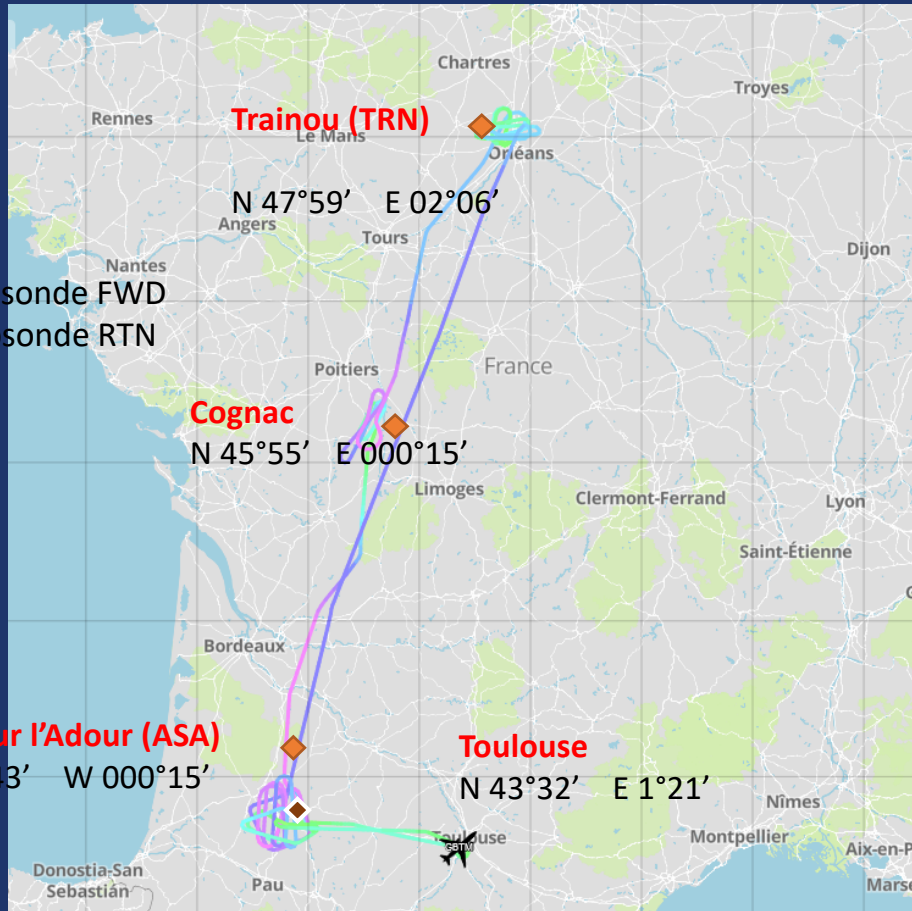 Chartres
Troyes
Rennes
Trainou (TRN)
Le Mans
Orléans
N 47°59’ E 02°06’
Angers
Tours
Dijon
Nantes
sonde FWD
sonde RTN
Poitiers
France
Cognac
N 45°55’ E 000°15’
Limoges
Clermont-Ferrand
Lyon
Saint-Étienne
Bordeaux
l’Adour (ASA)
Toulouse
W 000°15’
N 43°32’ E 1°21’
Nîmes
Toulouse
GBTM
Montpellier
Donostia-San
Sebastián
Pau